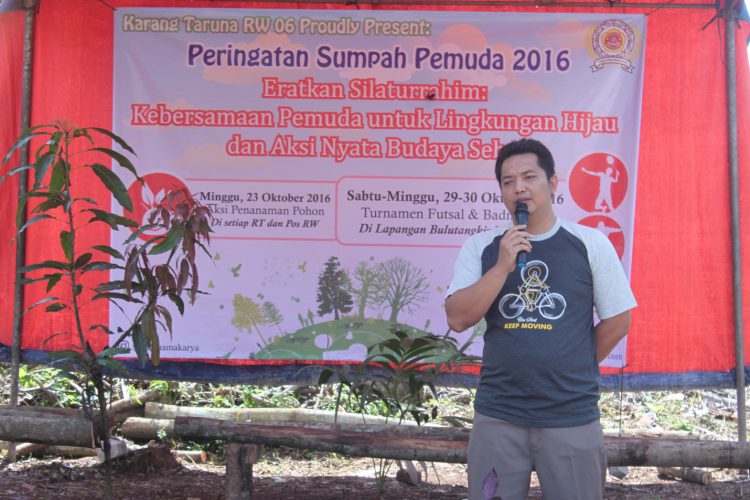 Karang Taruna RW 06 Proudly Present:
Peringatan Sumpah Pemuda 2016
Eratkan Silaturrahim:
Kebersamaan Pemuda untuk Lingkungan Hijau
dan Aksi Nyata Budaya
Minggu, 23 Oktober 2016
Aksi Penanaman Pohon
Di setiap RT dan Pos RW
Sabtu-Minggu, 29-30 2016
Turnamen Futsal &
Di Lapangan
KEEP MOVING